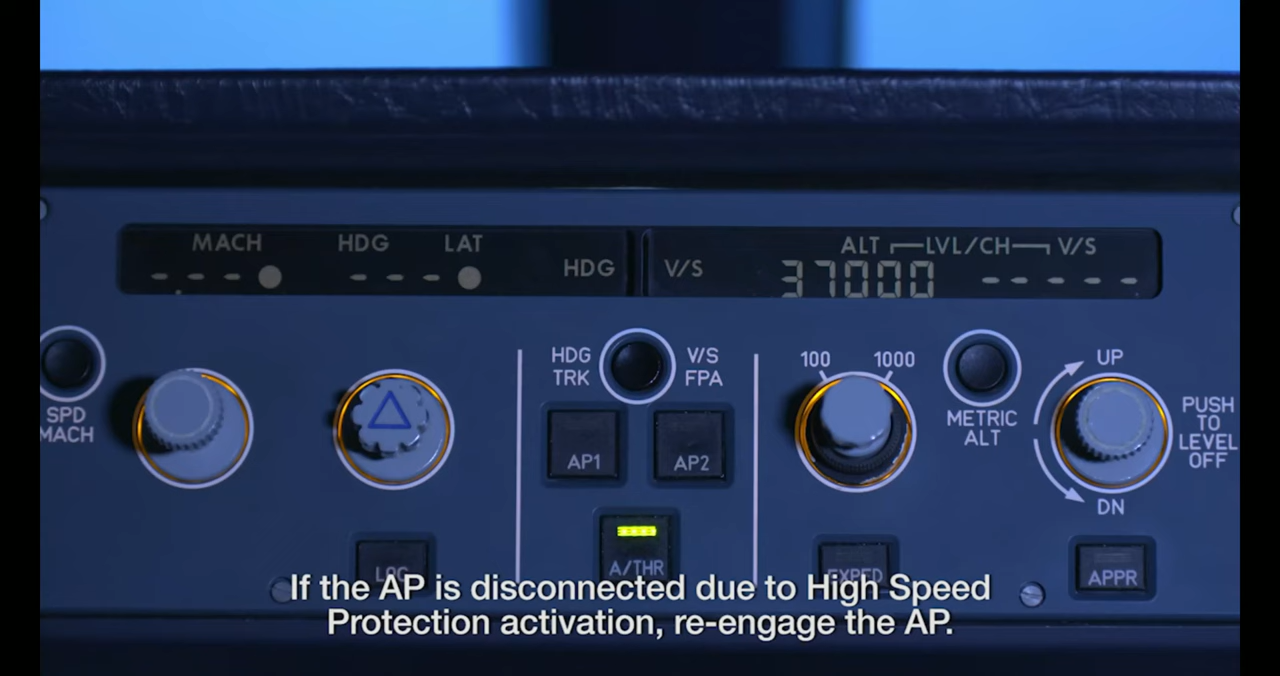 MACH HDG LAT
- - - ● - - - ● HDG
ALT LVL/CH V/S
V/S 37000 - - - - -
SPD
MACH
HDG
TRK
V/S
FPA
100 1000
METRIC
ALT
UP
PUSH
TO
LEVEL
OFF
DN
AP1 AP2
LOC
A/THR
EXPED
APPR
If the AP is disconnected due to High Speed
Protection activation, re-engage the AP.